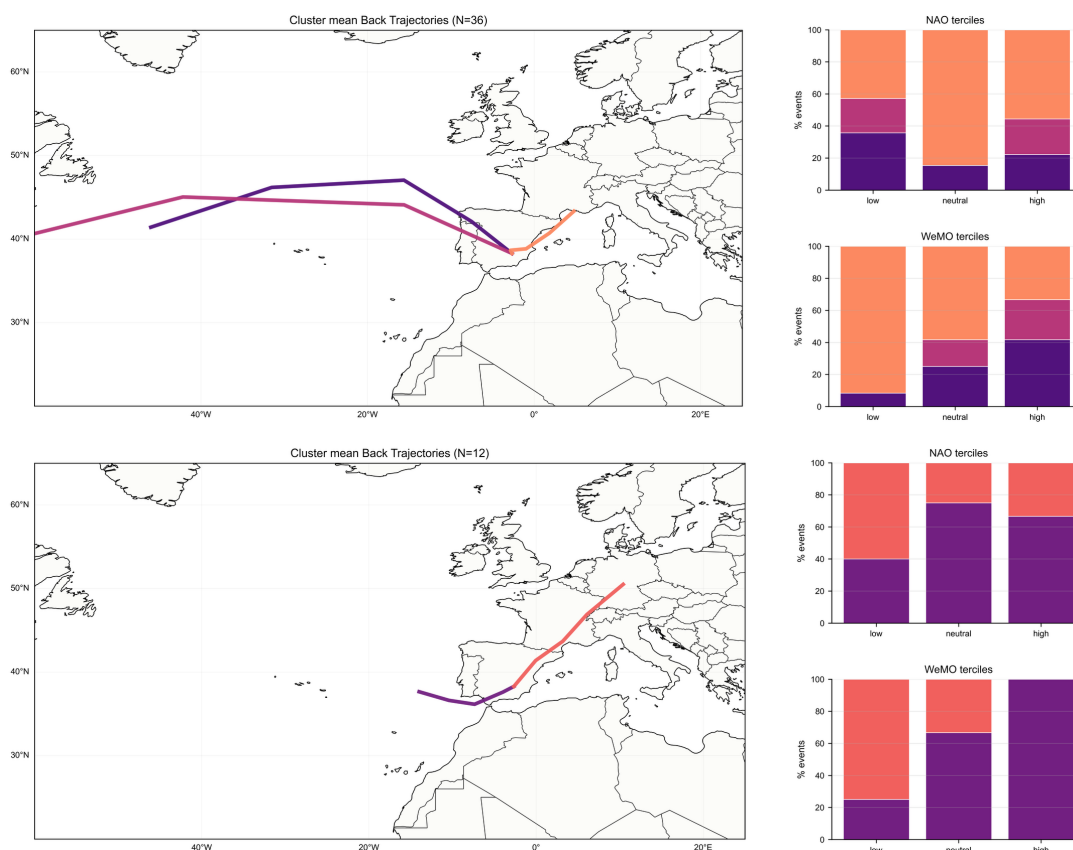 Cluster mean Back Trajectories (N=36)
60°N
50°N
40°N
30°N
40°W
20°W
0°
20°E
NAO terciles
% events
100
80
60
40
20
0
low
neutral
high
WeMO terciles
% events
100
80
60
40
20
0
low
neutral
high
Cluster mean Back Trajectories (N=12)
60°N
50°N
40°N
30°N
40°W
20°W
0°
20°E
NAO terciles
% events
100
80
60
40
20
0
low
neutral
high
WeMO terciles
% events
100
80
60
40
20
0
low
neutral
high